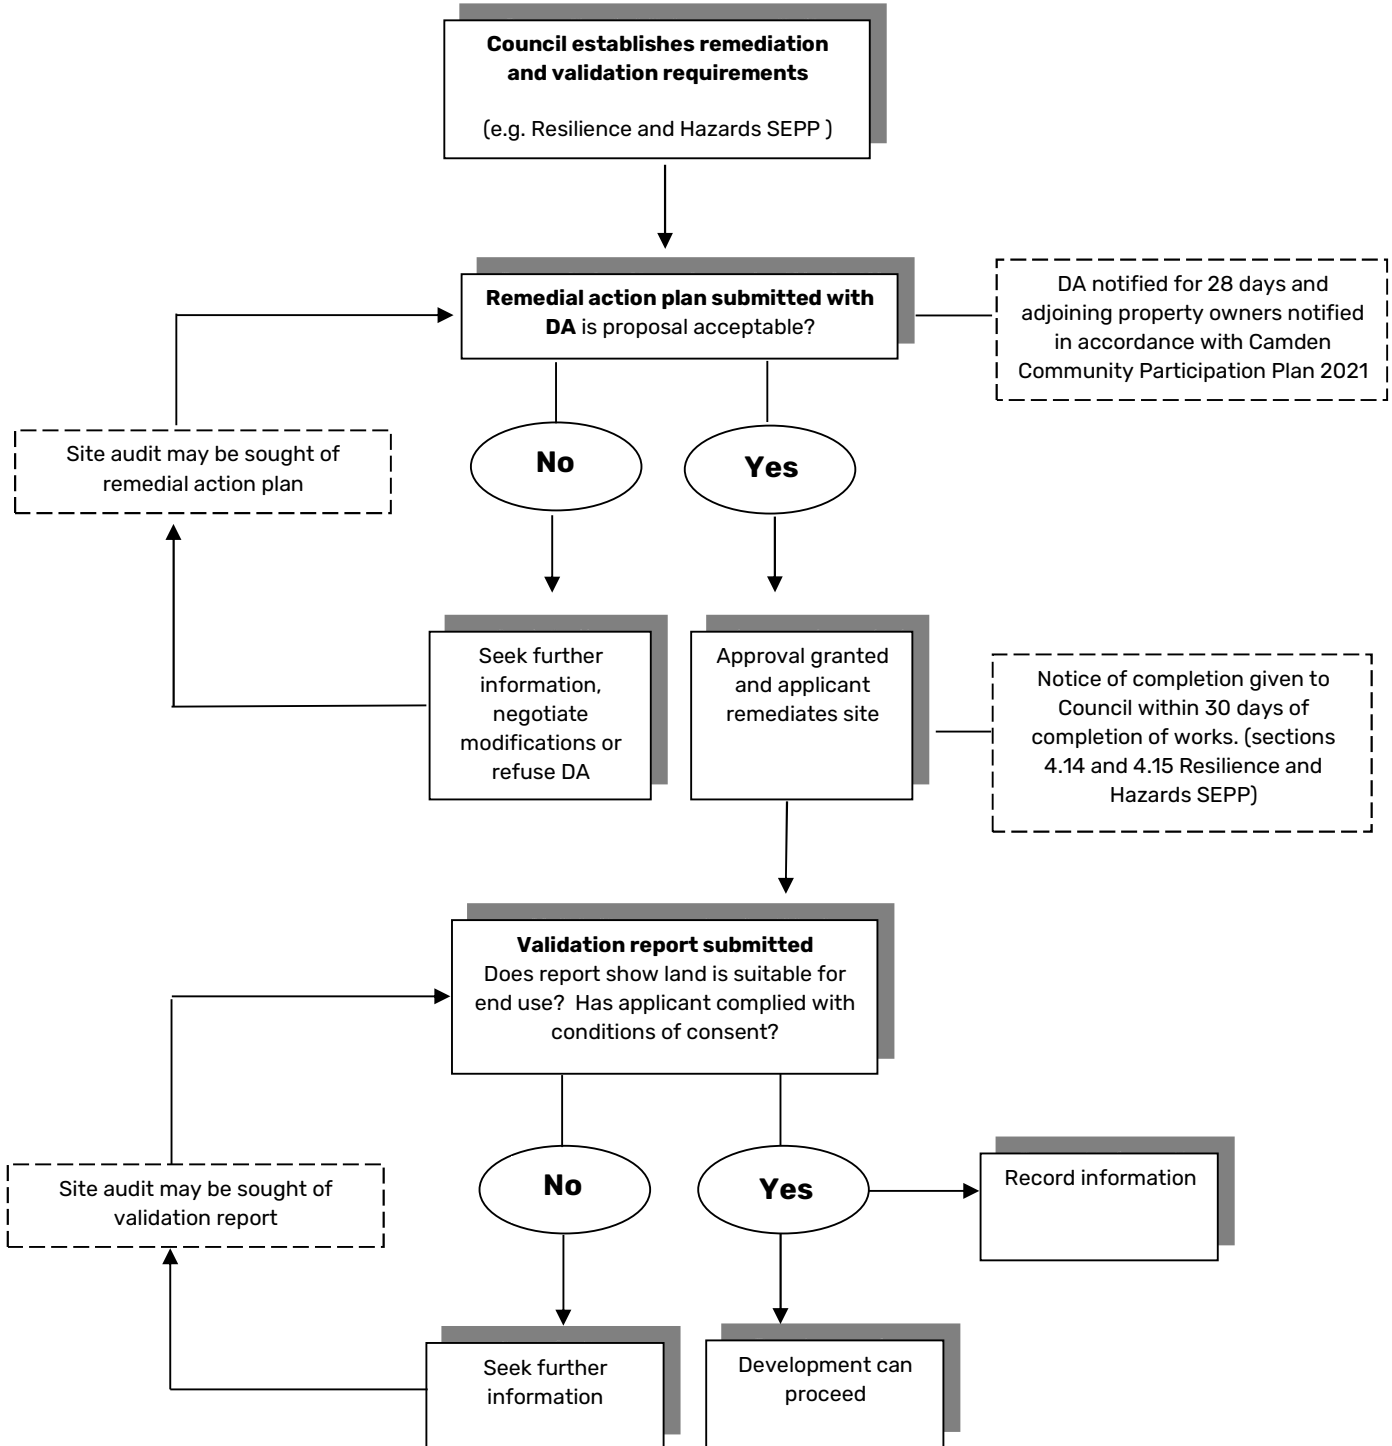 Council establishes remediation
and validation requirements
(e.g. Resilience and Hazards SEPP )
Remedial action plan submitted with
DA is proposal acceptable?
DA notified for 28 days and
adjoining property owners notified
in accordance with Camden
Community Participation Plan 2021
Site audit may be sought of
remedial action plan
No
Yes
Seek further
information,
negotiate
modifications or
refuse DA
Approval granted
and applicant
remediates site
Notice of completion given to
Council within 30 days of
completion of works. (sections
4.14 and 4.15 Resilience and
Hazards SEPP)
Validation report submitted
Does report show land is suitable for
end use?  Has applicant complied with
conditions of consent?
Site audit may be sought of
validation report
No
Yes
Record information
Seek further
information
Development can
proceed